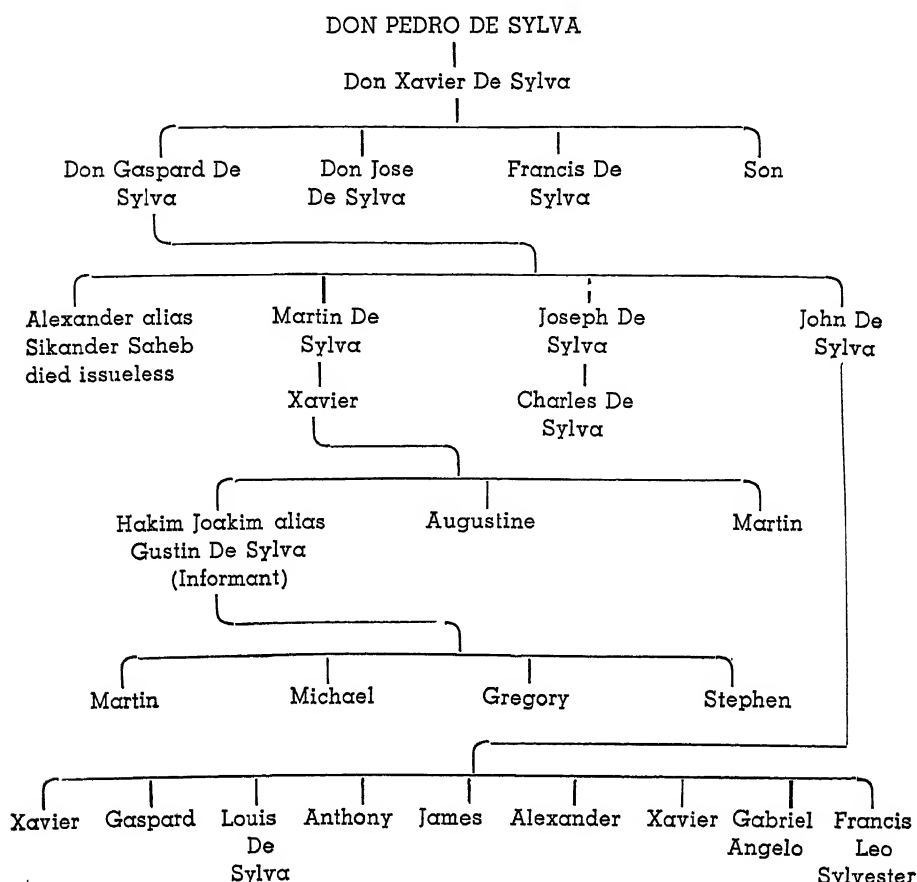 DON PEDRO DE SYLVA
Don Xavier De Sylva
Don Gaspard De
Sylva
Don Jose
De Sylva
Francis De
Sylva
Son
Alexander alias
Sikander Saheb
died issueless
Martin De
Sylva
Joseph De
Sylva
John De
Sylva
Xavier
Charles De
Sylva
Hakim Joakim alias
Gustin De Sylva
(Informant)
Augustine
Martin
Martin
Michael
Gregory
Stephen
Xavier
Gaspard
Louis
De
Sylva
Anthony
James
Alexander
Xavier
Gabriel
Angelo
Francis
Leo
Sylvester